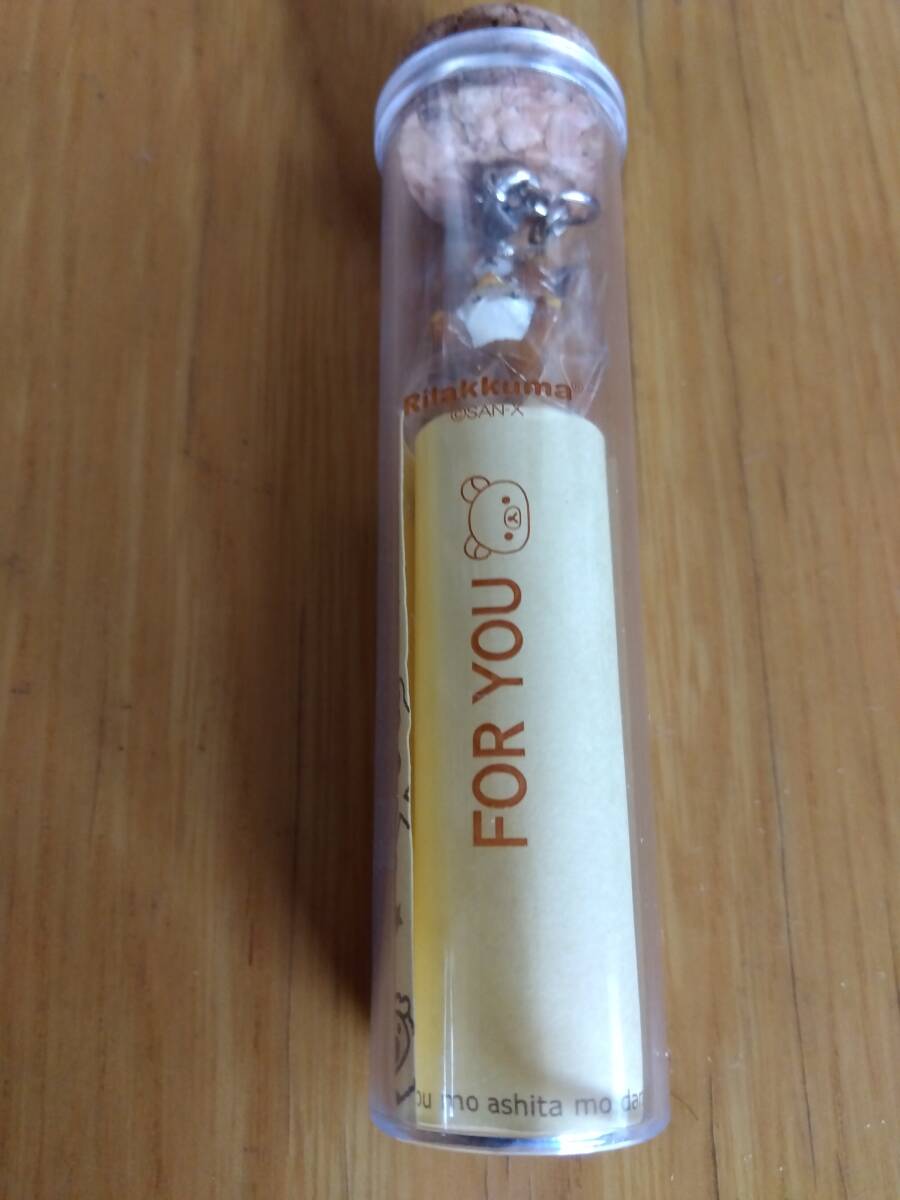 Rilakkuma®
©SAN-X
FOR YOU
ou mo ashita mo dar